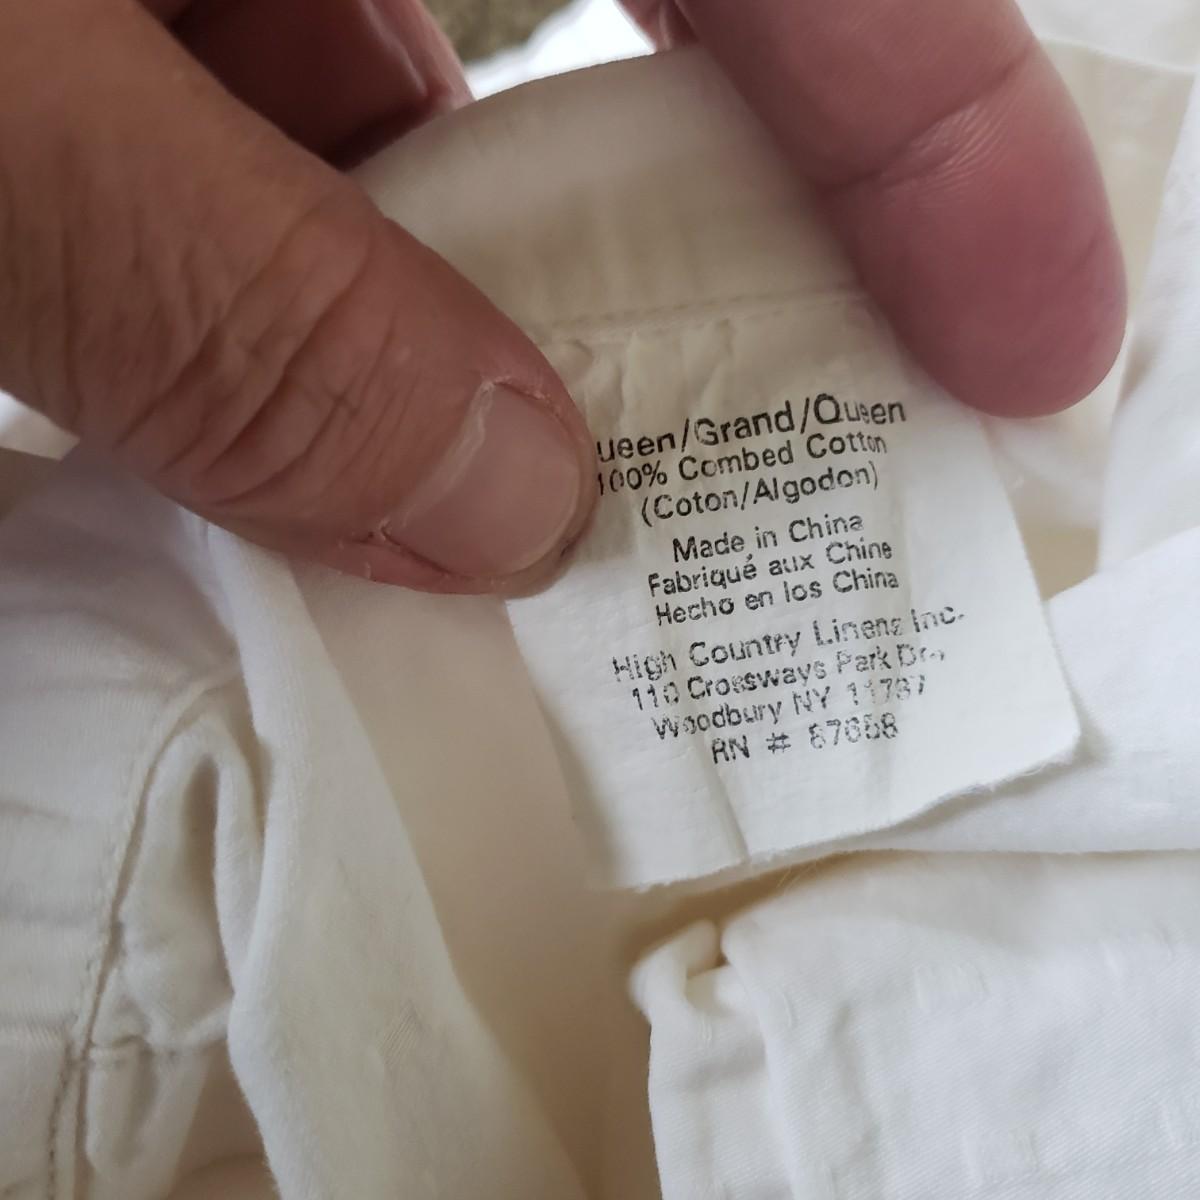 ueen/Grand/Queen
100% Combed Cotton
(Coton/Algodon)
Made in China
Fabriqué aux Chine
Hecho en los China
High Country Linens Inc.
110 Crossways Park Dr.,
Woodbury NY 11797
RN #